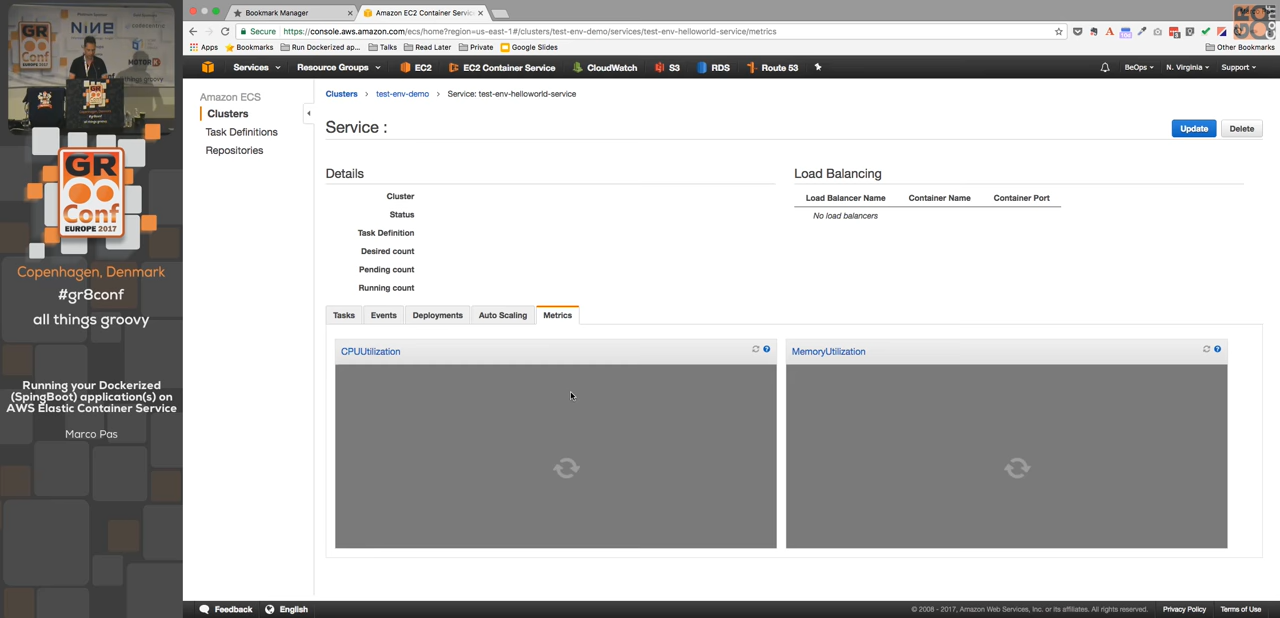 GR
Conf
EUROPE 2017
Copenhagen, Denmark
#gr8conf
all things groovy
Running your Dockerized
(SpingBoot) application(s) on
AWS Elastic Container Service
Marco Pas
Bookmark Manager
Amazon EC2 Container Servic
Secure
https://console.aws.amazon.com/ecs/home?region=us-east-1#/clusters/test-env-demo/services/test-env-helloworld-service/metrics
Apps
Bookmarks
Run Dockerized ap...
Talks
Read Later
Private
Google Slides
Other Bookmarks
Services
Resource Groups
EC2
EC2 Container Service
CloudWatch
S3
RDS
Route 53
BeOps
N. Virginia
Support
Amazon ECS
Clusters
Task Definitions
Repositories
Clusters > test-env-demo > Service: test-env-helloworld-service
Service :
Update
Delete
Details
Cluster
Status
Task Definition
Desired count
Pending count
Running count
Load Balancing
Load Balancer Name
Container Name
Container Port
No load balancers
Tasks
Events
Deployments
Auto Scaling
Metrics
CPUUtilization
MemoryUtilization
Feedback
English
© 2008 - 2017, Amazon Web Services, Inc. or its affiliates. All rights reserved.
Privacy Policy
Terms of Use